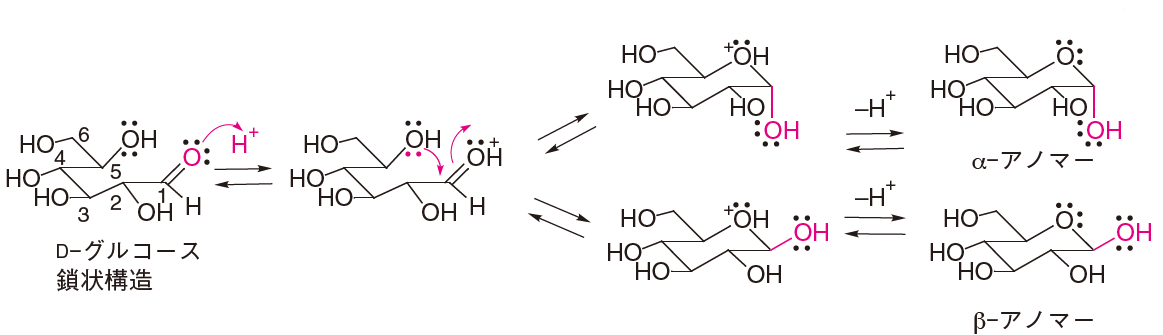 HO 6 OH O H+
4 5
HO 1
HO 3 2 OH H
D-グルコース
鎖状構造
HO OH OH+
HO
HO OH H
HO +OH
HO
HO HO
OH
–H+
HO O
HO
HO HO
OH
α-アノマー
HO +OH OH
HO
HO OH
–H+
HO O OH
HO
HO OH
β-アノマー